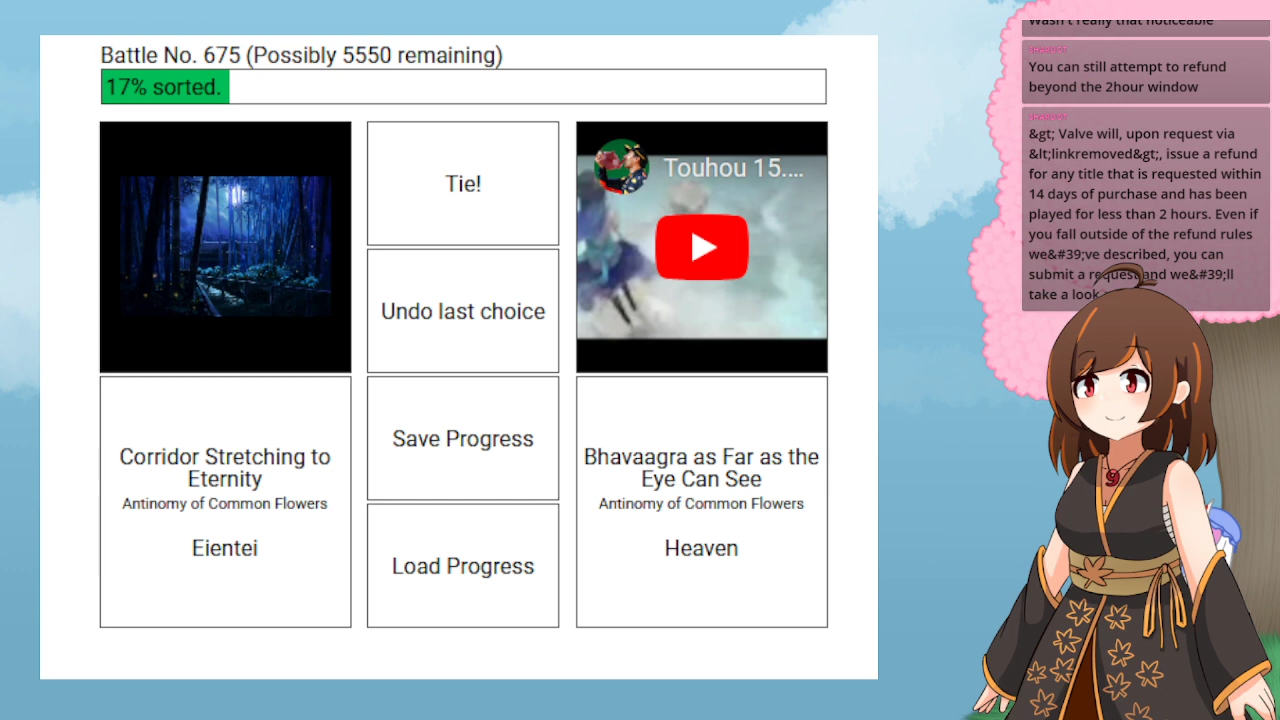 Battle No. 675 (Possibly 5550 remaining)
17% sorted.
Tie!
Undo last choice
Save Progress
Load Progress
Corridor Stretching to
Eternity
Antinomy of Common Flowers
Eientei
Touhou 15....
Bhavaagra as Far as the
Eye Can See
Antinomy of Common Flowers
Heaven
Wasn't really that noticeable
You can still attempt to refund
beyond the 2hour window
&gt; Valve will, upon request via
&lt;linkremoved&gt;, issue a refund
for any title that is requested within
14 days of purchase and has been
played for less than 2 hours. Even if
you fall outside of the refund rules
we&#39;ve described, you can
submit a request and we&#39;ll
take a look
9